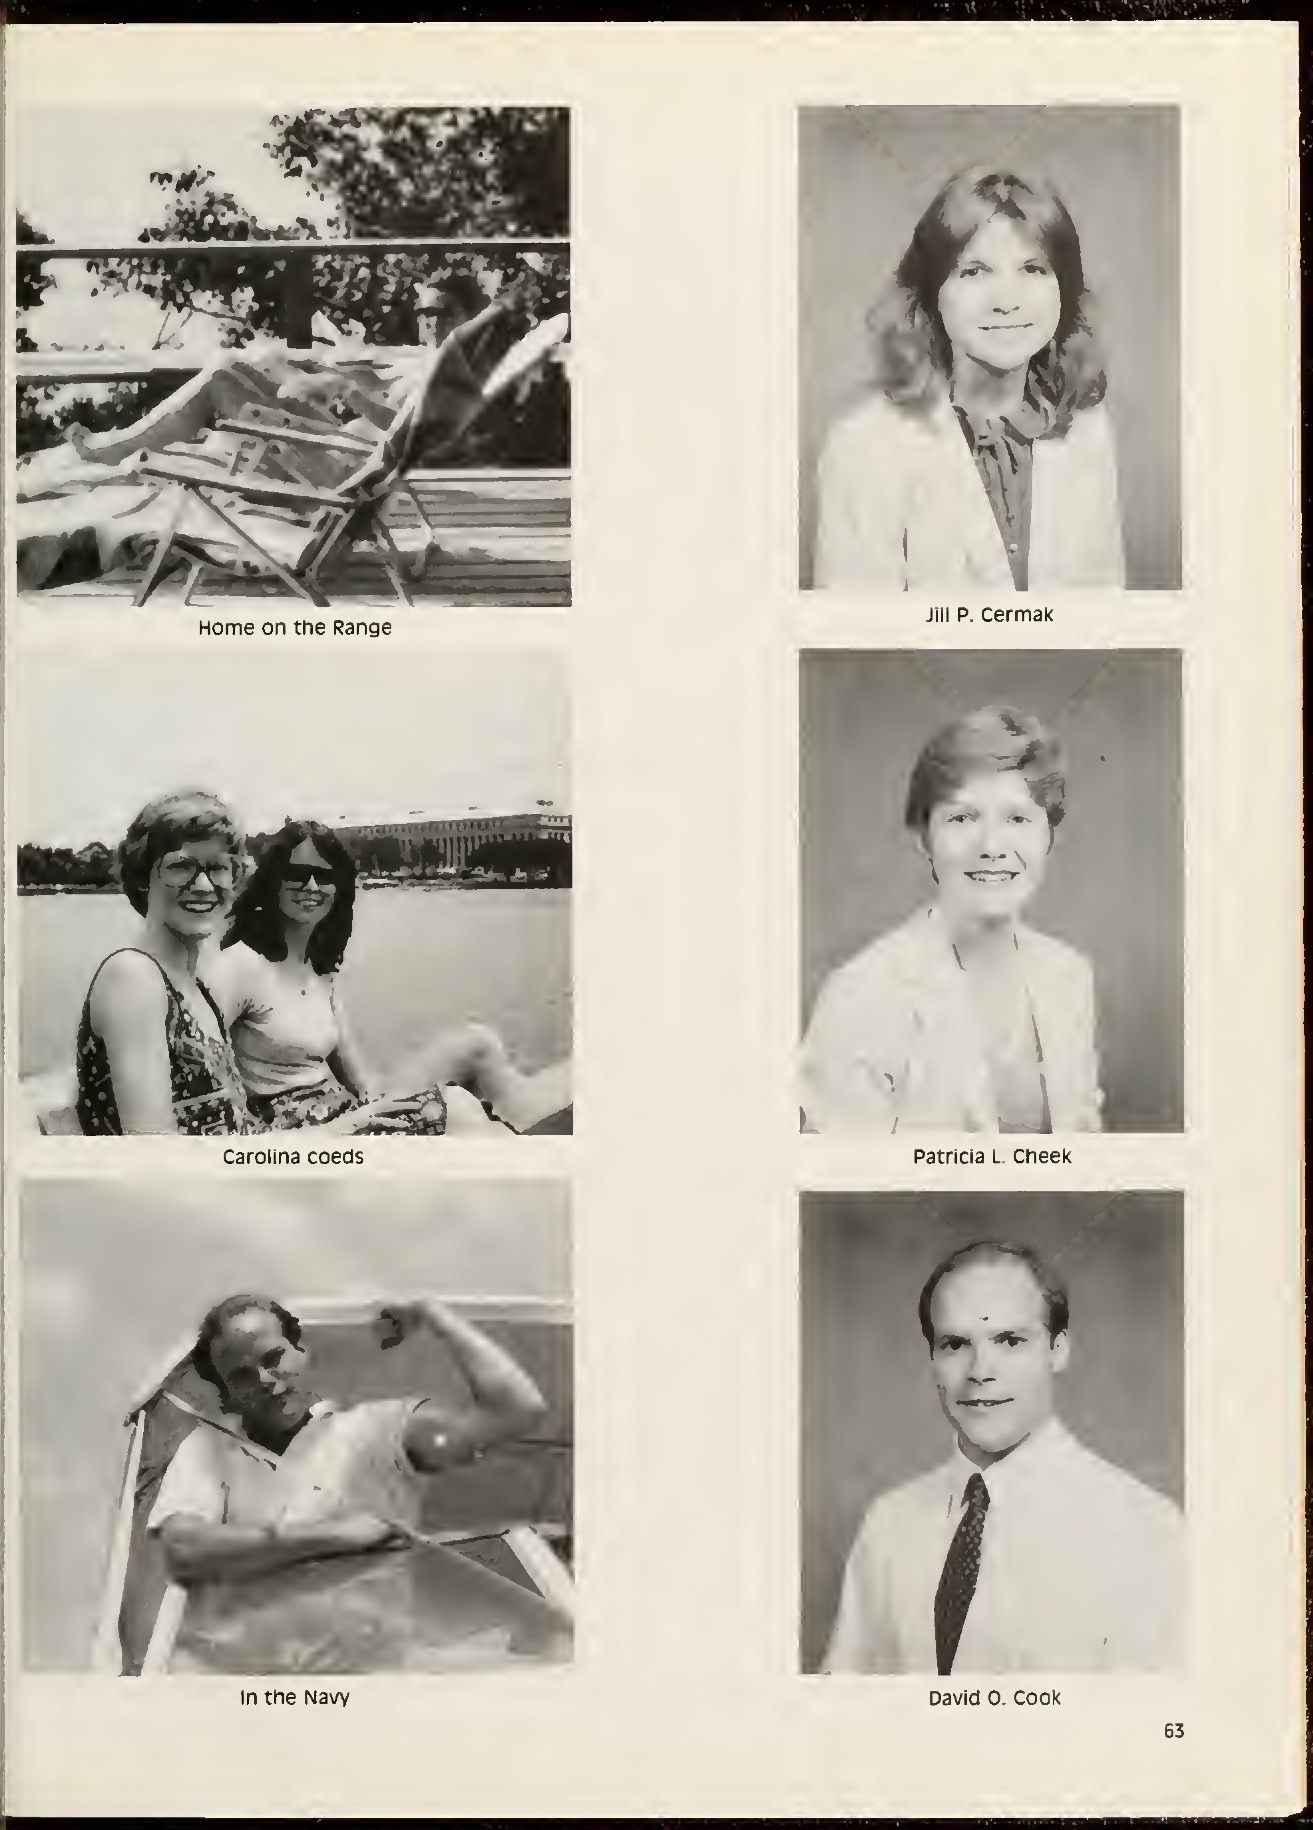 Home on the Range
Jill P. Cermak
Carolina coeds
Patricia L. Cheek
In the Navy
David O. Cook
63